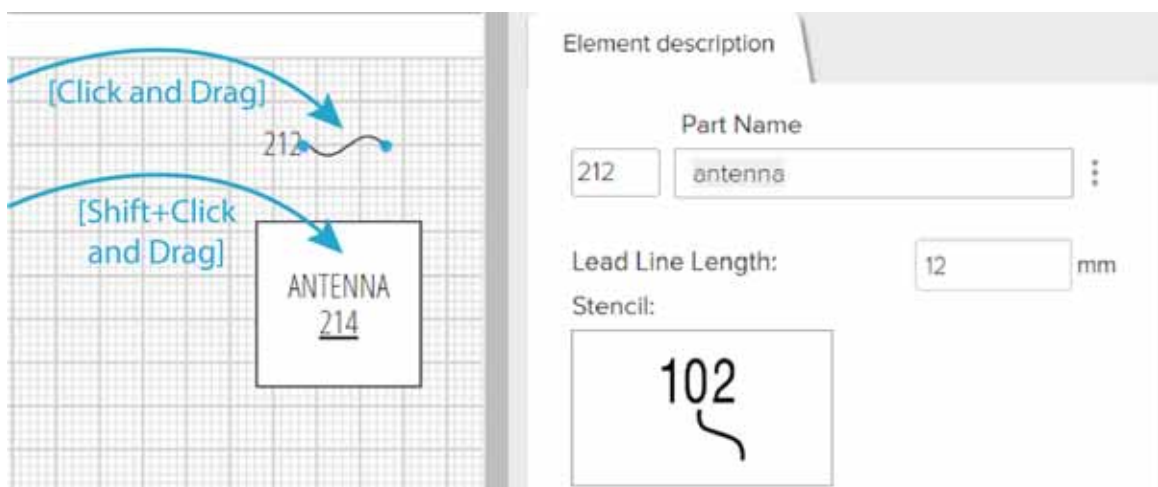 [Click and Drag]
212
[Shift+Click
and Drag]
ANTENNA
214
Element description
Part Name
212
antenna
Lead Line Length:
12
mm
Stencil:
102